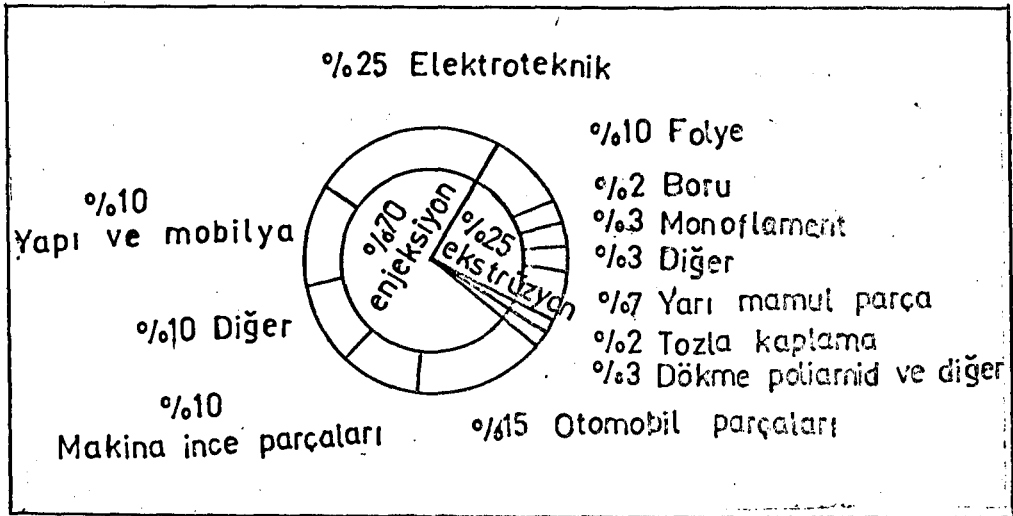 %25 Elektroteknik
%10 Folye
%2 Boru
%3 Monoflament
%3 Diğer
%7 Yarı mamul parça
%2 Tozla kaplama
%3 Dökme poliamid ve diğer
%15 Otomobil parçaları
%10
Makina ince parçaları
%10 Diğer
%10
Yapı ve mobilya
%70
enjeksiyon
%25
ekstrüzyon